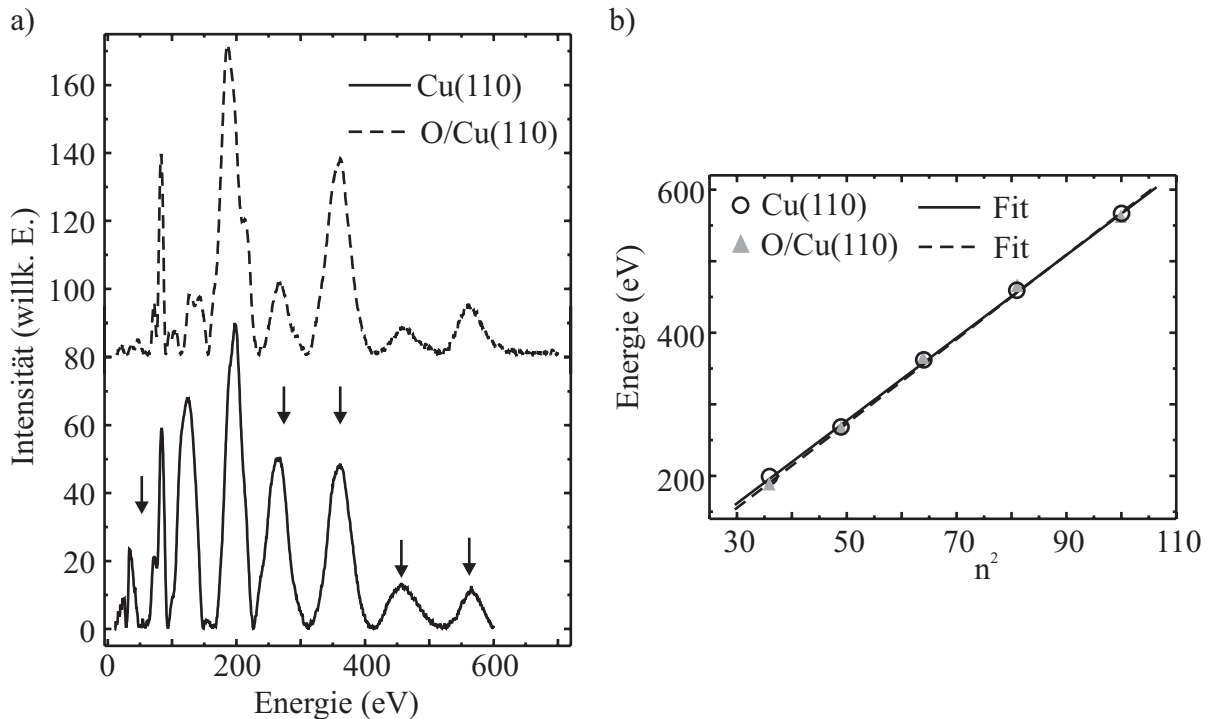 a)
Intensität (willk. E.)
160
140
120
100
80
60
40
20
0
Cu(110)
O/Cu(110)
0
200
400
600
Energie (eV)
b)
Energie (eV)
600
400
200
Cu(110)
Fit
O/Cu(110)
Fit
30
50
70
90
110
n²